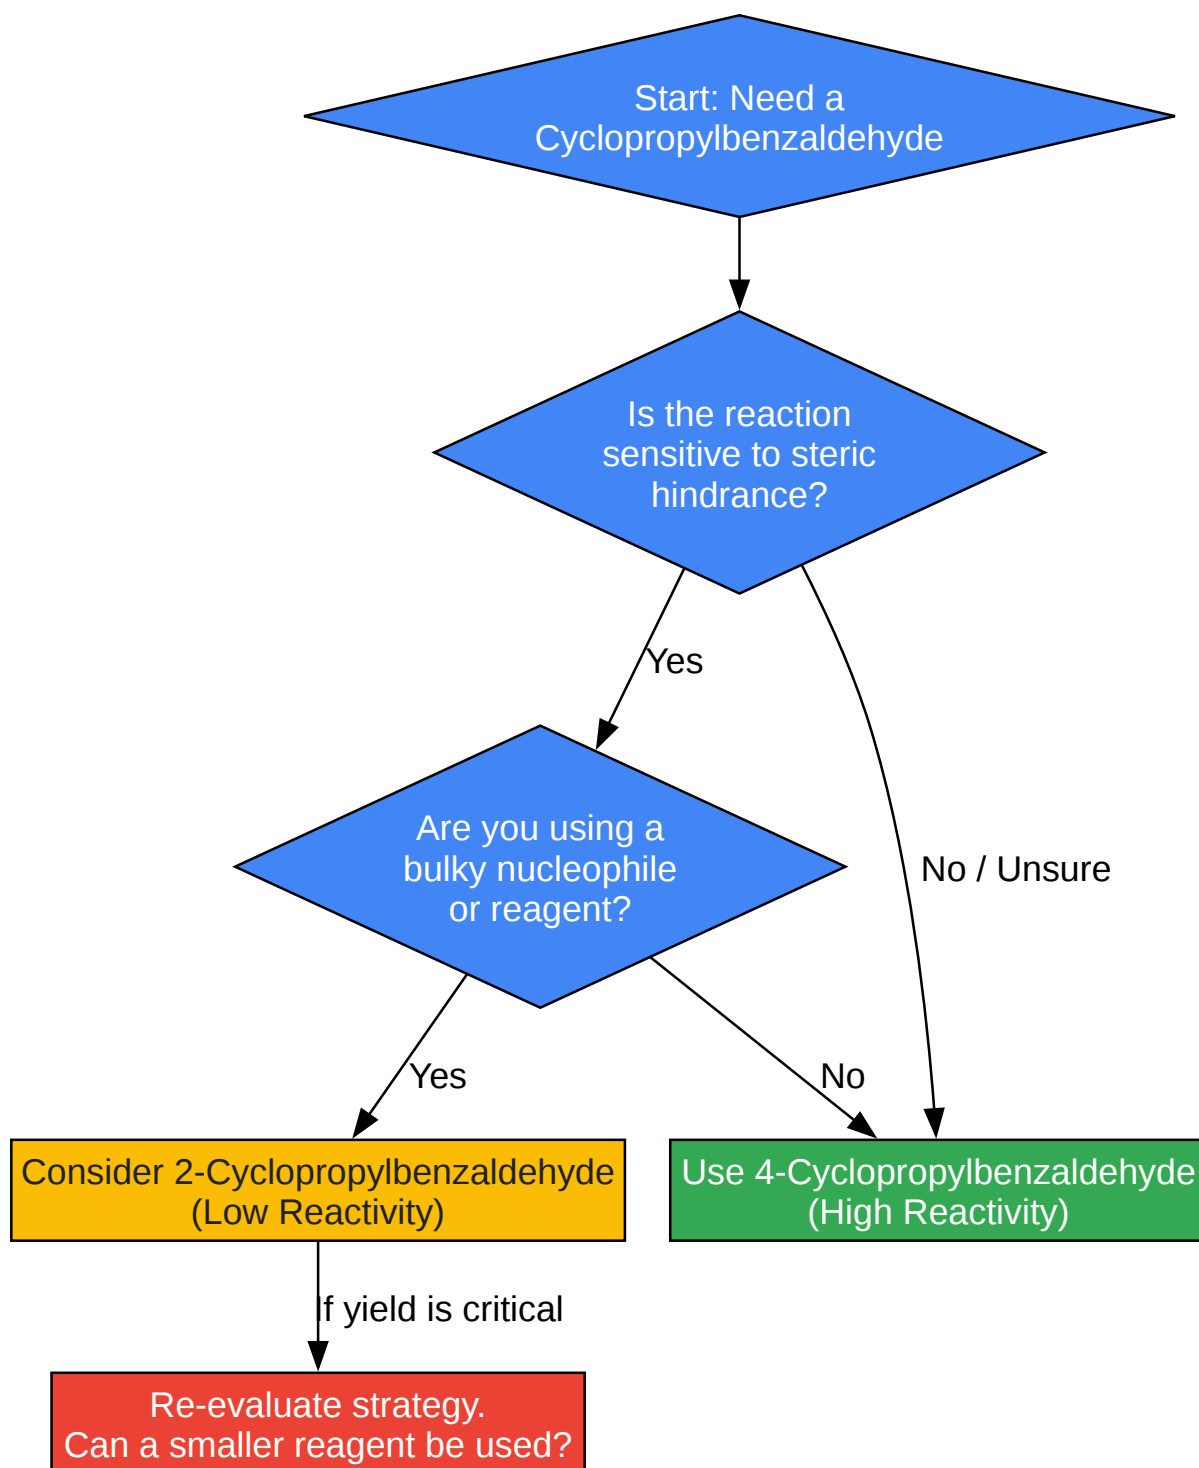 Start: Need a
Cyclopropylbenzaldehyde
Is the reaction
sensitive to steric
hindrance?
Yes
Are you using a
bulky nucleophile
or reagent?
No / Unsure
Yes
No
Consider 2-Cyclopropylbenzaldehyde
(Low Reactivity)
Use 4-Cyclopropylbenzaldehyde
(High Reactivity)
If yield is critical
Re-evaluate strategy.
Can a smaller reagent be used?